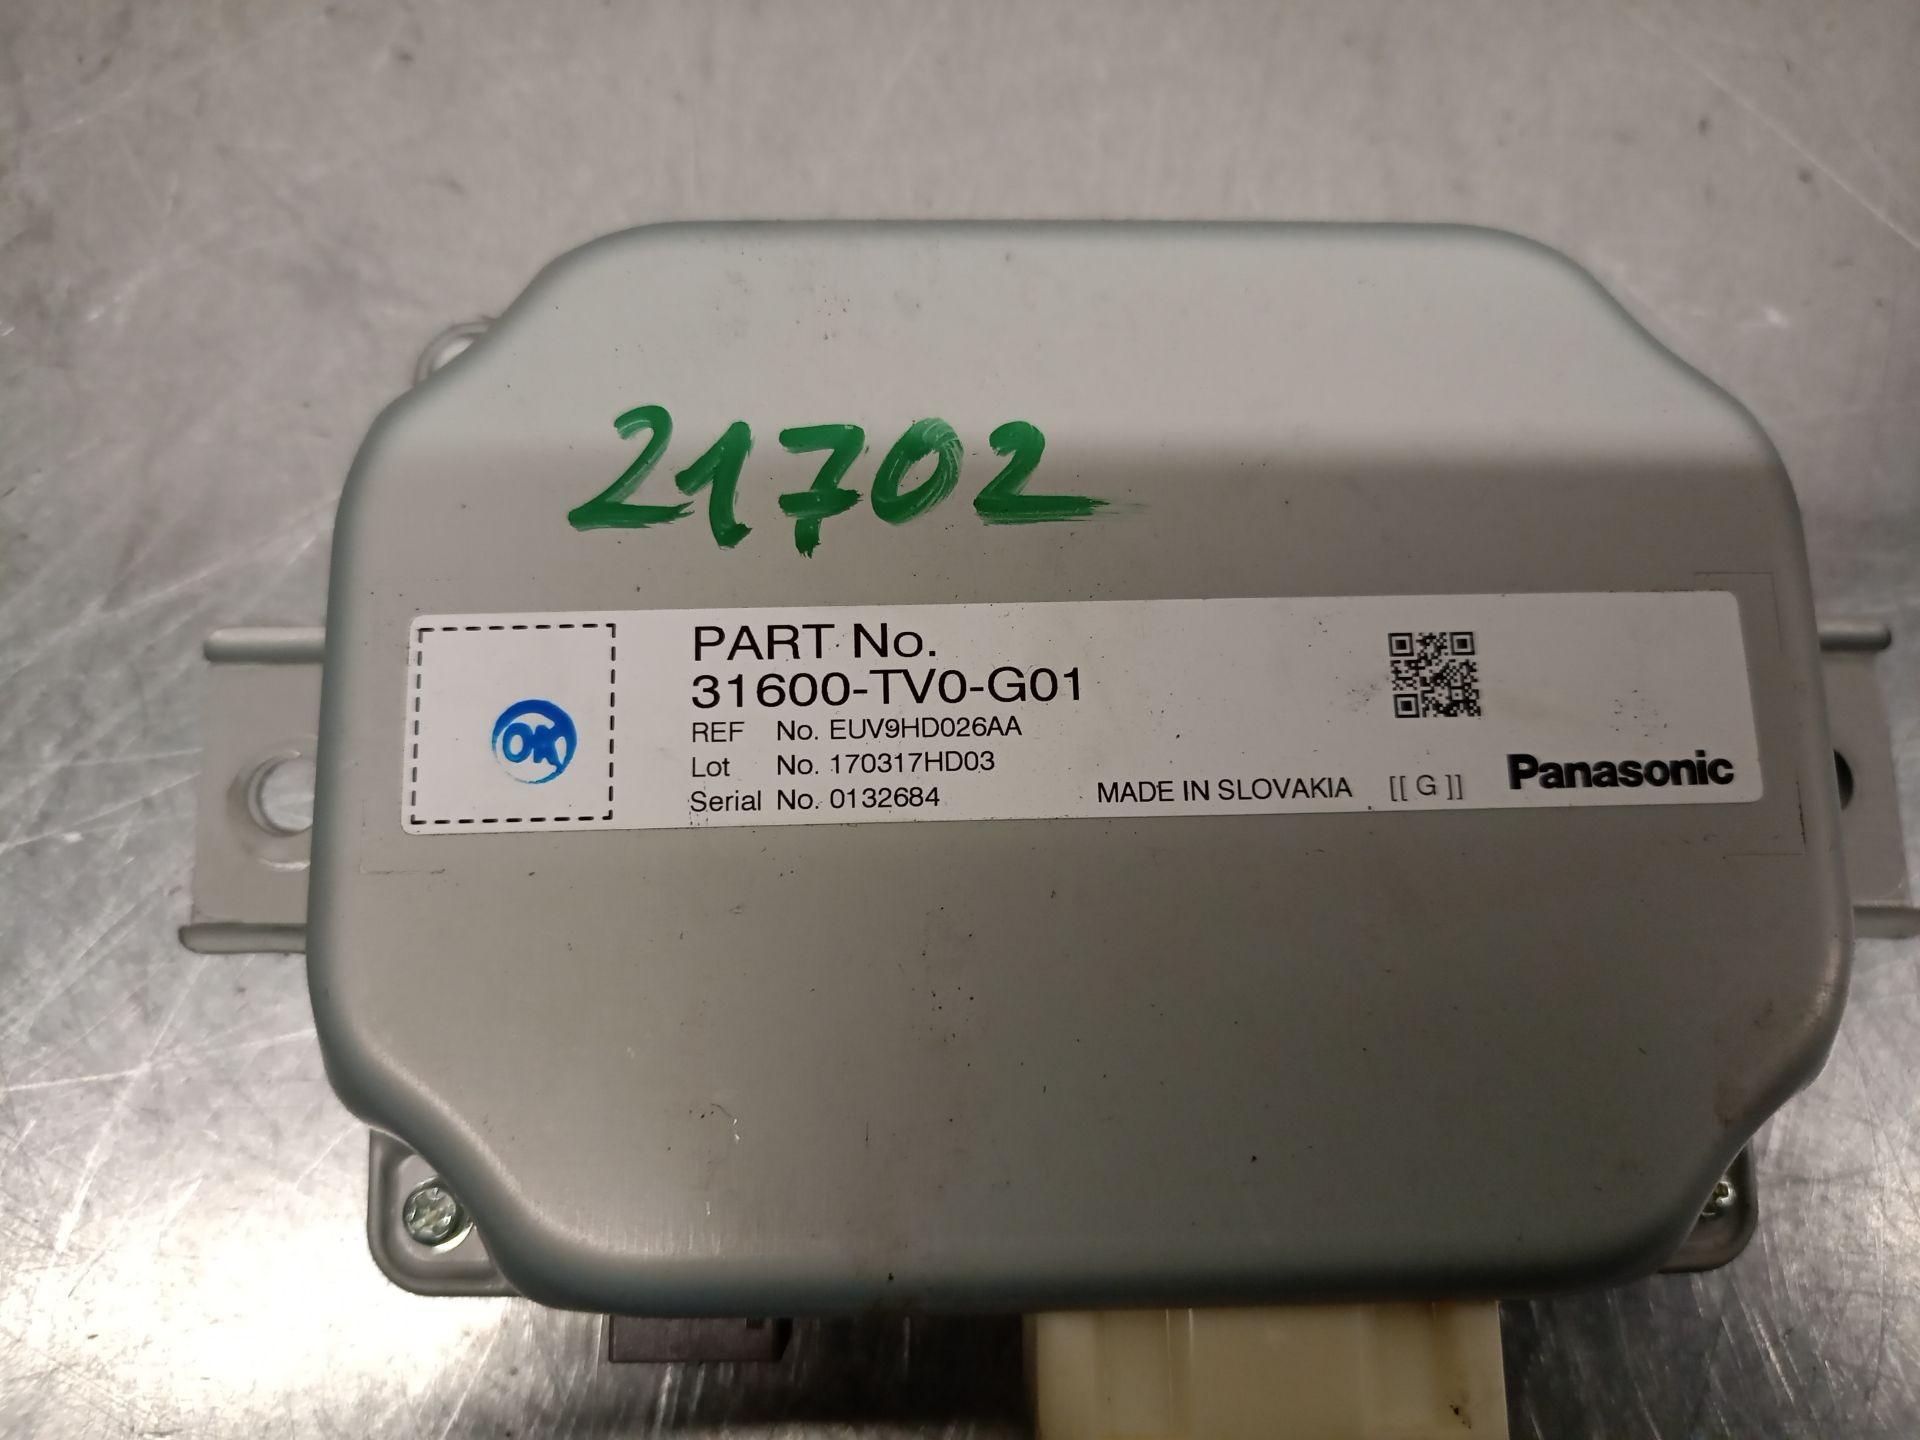 21702
OK
PART No.
31600-TV0-G01
REF No. EUV9HD026AA
Lot No. 170317HD03
Serial No. 0132684
MADE IN SLOVAKIA [[ G ]]
Panasonic